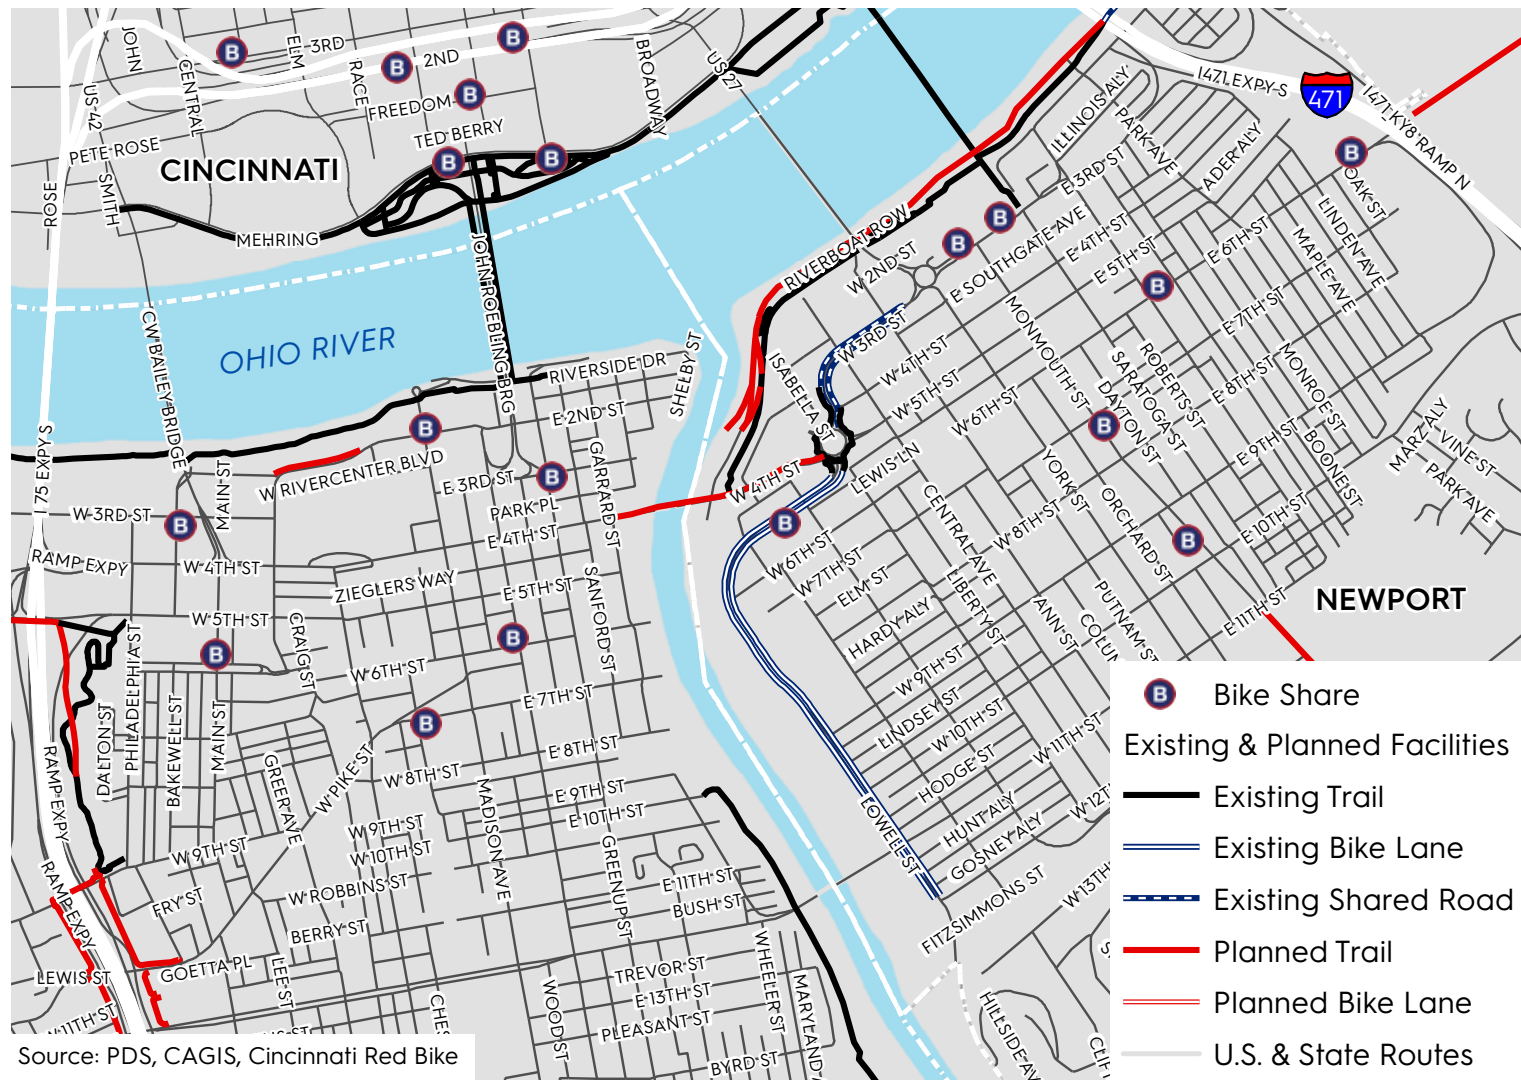 JOHN
ELM
3RD
B
B
B
2ND
BROADWAY
US 27
US 42
CENTRAL
RACE
FREEDOM
B
TED BERRY
B
B
PETE ROSE
CINCINNATI
SMITH
ROSE
MEHRING
JOHN ROEBLING BRG
OHIO RIVER
CW BAILEY BRIDGE
I 75 EXPY S
I471 EXPY S
471
I471 KY8 RAMP N
ILLINOIS ALY
PARK AVE
ADER ALY
E 3RD ST
B
OAK ST
LINDEN AVE
MAPLE AVE
RIVERBOAT ROW
B
B
W 2ND ST
E SOUTHGATE AVE
E 4TH ST
E 5TH ST
E 6TH ST
B
E 7TH ST
W 3RD ST
ISABELLA ST
W 4TH ST
W 5TH ST
W 6TH ST
MONMOUTH ST
ROBERTS ST
SARATOGA ST
DAYTON ST
E 8TH ST
MONROE ST
B
E 9TH ST
BOONE ST
MARZ ALY
VINE ST
PARK AVE
SHELBY ST
RIVERSIDE DR
E 2ND ST
B
W RIVERCENTER BLVD
E 3RD ST
B
GARRARD ST
PARK PL
E 4TH ST
MAIN ST
W 3RD ST
B
RAMP EXPY
W 4TH ST
ZIEGLERS WAY
E 5TH ST
SANFORD ST
W 4TH ST
LEWIS LN
B
W 6TH ST
W 7TH ST
ELM ST
CENTRAL AVE
W 8TH ST
YORK ST
ORCHARD ST
B
E 10TH ST
E 11TH ST
NEWPORT
HARDY ALY
LIBERTY ST
ANN ST
PUTNAM ST
COLUM
W 5TH ST
CRAIG ST
B
PHILADELPHIA ST
W 6TH ST
B
E 7TH ST
DALTON ST
BAKEWELL ST
MAIN ST
B
GREER AVE
W PIKE ST
W 8TH ST
E 8TH ST
MADISON AVE
E 9TH ST
E 10TH ST
W 9TH ST
LINDSEY ST
W 10TH ST
W 11TH ST
HODGE ST
HUNT ALY
W 12TH
GOSNEY ALY
LOWELL ST
FITZSIMMONS ST
W 13TH
RAMP EXPY
W 9TH ST
W 9TH ST
W 10TH ST
GREENUP ST
E 11TH ST
BUSH ST
RAMP EXPY
FRY ST
W ROBBINS ST
BERRY ST
GOETTA PL
LEWIS ST
LEE ST
W 11TH ST
CHES
WOOD ST
TREVOR ST
E 13TH ST
PLEASANT ST
BYRD ST
WHEELER ST
MARYLAND A
HILLSIDE AV
CLIFT
B Bike Share
Existing & Planned Facilities
Existing Trail
Existing Bike Lane
Existing Shared Road
Planned Trail
Planned Bike Lane
U.S. & State Routes
Source: PDS, CAGIS, Cincinnati Red Bike